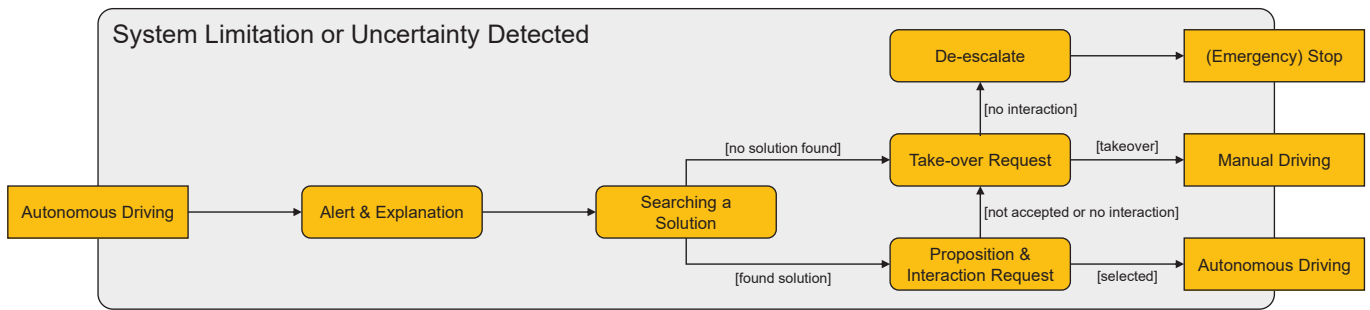 System Limitation or Uncertainty Detected
De-escalate
(Emergency) Stop
[no interaction]
[no solution found]
Take-over Request
[takeover]
Manual Driving
Autonomous Driving
Alert & Explanation
Searching a
Solution
[not accepted or no interaction]
[found solution]
Proposition &
Interaction Request
[selected]
Autonomous Driving